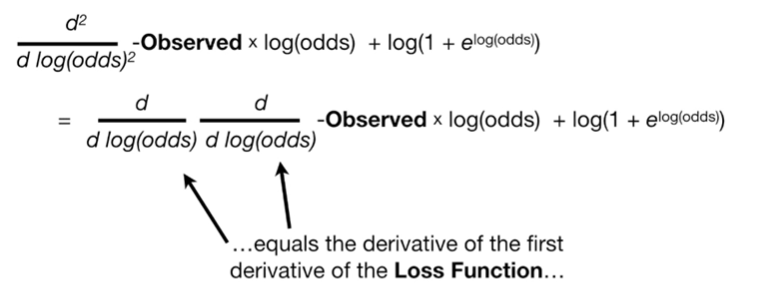 d²
d log(odds)² -Observed x log(odds) + log(1 + e^log(odds))
= d d
d log(odds) d log(odds) -Observed x log(odds) + log(1 + e^log(odds))
…equals the derivative of the first
derivative of the Loss Function…